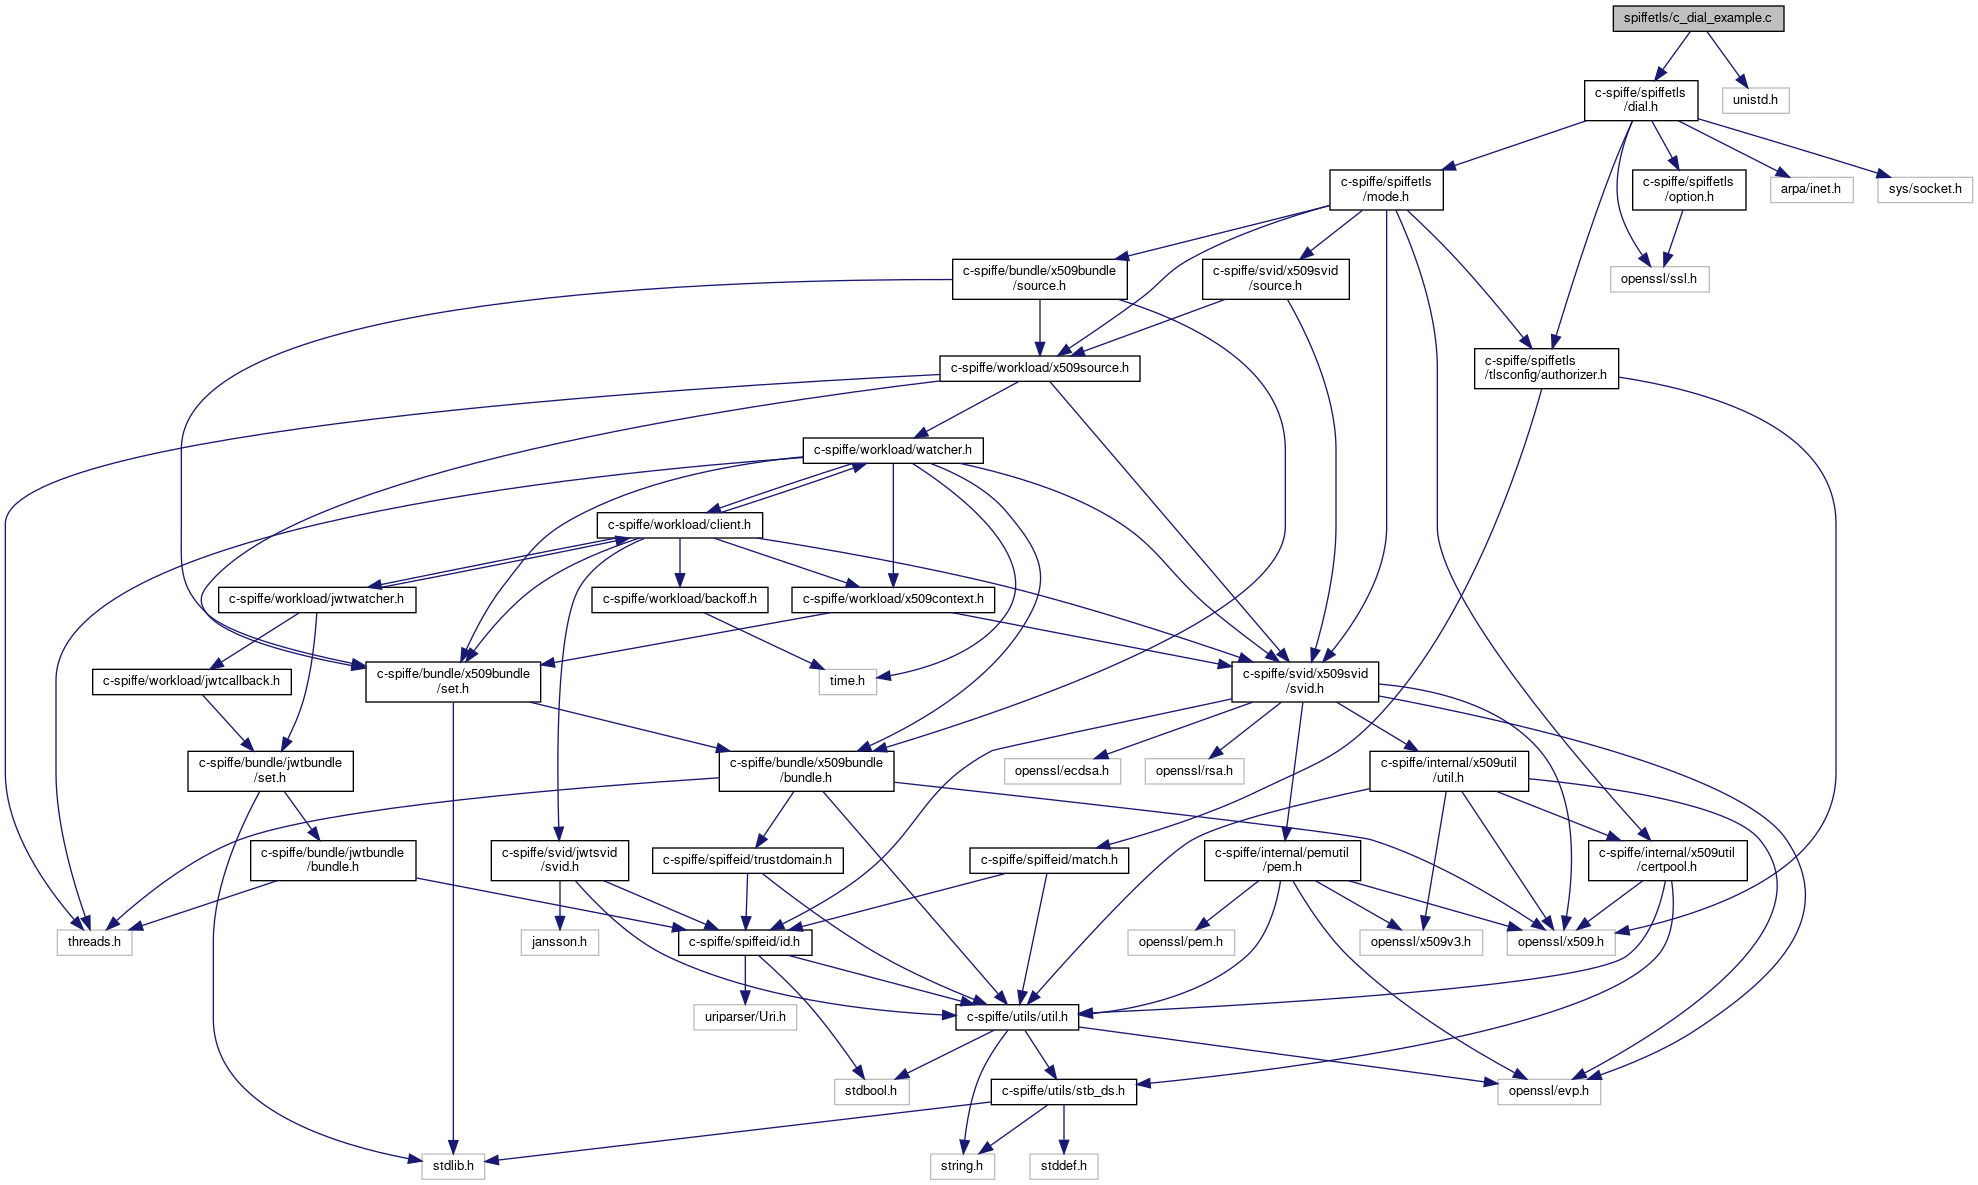 spiffetls/c_dial_example.c
c-spiffe/spiffetls
/dial.h
unistd.h
c-spiffe/spiffetls
/mode.h
c-spiffe/spiffetls
/option.h
arpa/inet.h
sys/socket.h
c-spiffe/bundle/x509bundle
/source.h
c-spiffe/svid/x509svid
/source.h
openssl/ssl.h
c-spiffe/workload/x509source.h
c-spiffe/spiffetls
/tlsconfig/authorizer.h
c-spiffe/workload/watcher.h
c-spiffe/workload/client.h
c-spiffe/workload/jwtwatcher.h
c-spiffe/workload/backoff.h
c-spiffe/workload/x509context.h
c-spiffe/workload/jwtcallback.h
c-spiffe/bundle/x509bundle
/set.h
time.h
c-spiffe/svid/x509svid
/svid.h
c-spiffe/bundle/jwtbundle
/set.h
c-spiffe/bundle/x509bundle
/bundle.h
openssl/ecdsa.h
openssl/rsa.h
c-spiffe/internal/x509util
/util.h
c-spiffe/bundle/jwtbundle
/bundle.h
c-spiffe/svid/jwtsvid
/svid.h
c-spiffe/spiffeid/trustdomain.h
c-spiffe/spiffeid/match.h
c-spiffe/internal/pemutil
/pem.h
c-spiffe/internal/x509util
/certpool.h
threads.h
jansson.h
c-spiffe/spiffeid/id.h
openssl/pem.h
openssl/x509v3.h
openssl/x509.h
uriparser/Uri.h
c-spiffe/utils/util.h
stdbool.h
c-spiffe/utils/stb_ds.h
openssl/evp.h
stdlib.h
string.h
stddef.h